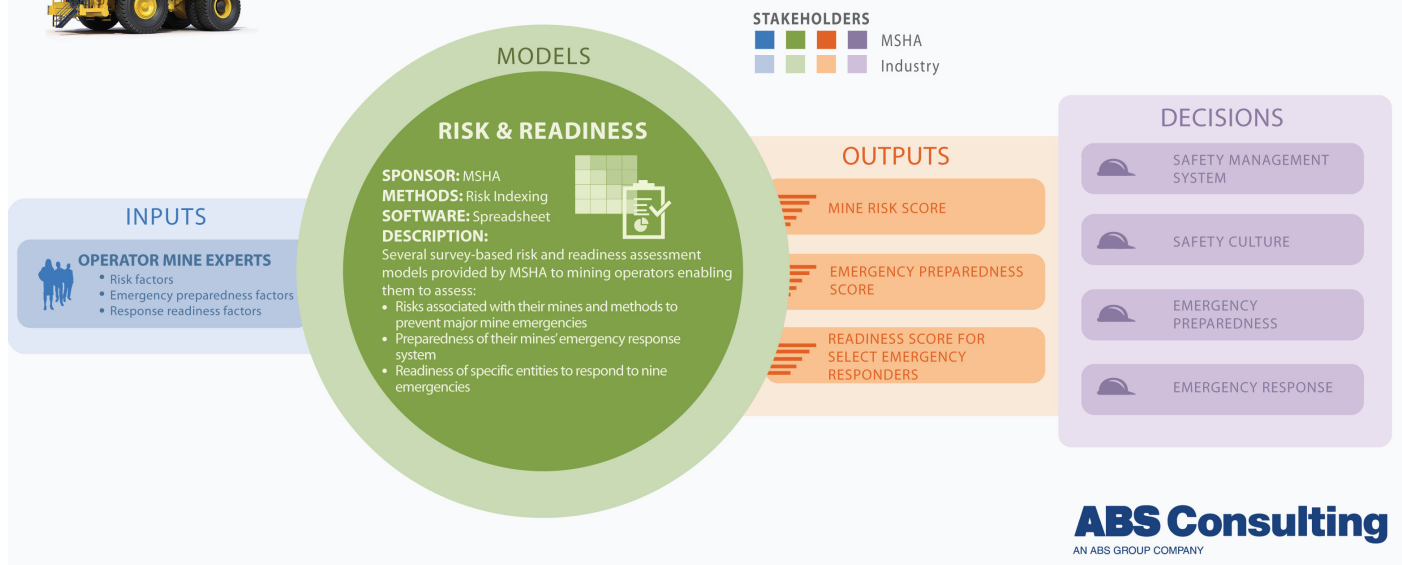 STAKEHOLDERS
MSHA
Industry
MODELS
RISK & READINESS
SPONSOR: MSHA
METHODS: Risk Indexing
SOFTWARE: Spreadsheet
DESCRIPTION:
Several survey-based risk and readiness assessment
models provided by MSHA to mining operators enabling
them to assess:
• Risks associated with their mines and methods to
prevent major mine emergencies
• Preparedness of their mines' emergency response
system
• Readiness of specific entities to respond to nine
emergencies
INPUTS
OPERATOR MINE EXPERTS
• Risk factors
• Emergency preparedness factors
• Response readiness factors
OUTPUTS
MINE RISK SCORE
EMERGENCY PREPAREDNESS
SCORE
READINESS SCORE FOR
SELECT EMERGENCY
RESPONDERS
DECISIONS
SAFETY MANAGEMENT
SYSTEM
SAFETY CULTURE
EMERGENCY
PREPAREDNESS
EMERGENCY RESPONSE
ABS Consulting
AN ABS GROUP COMPANY